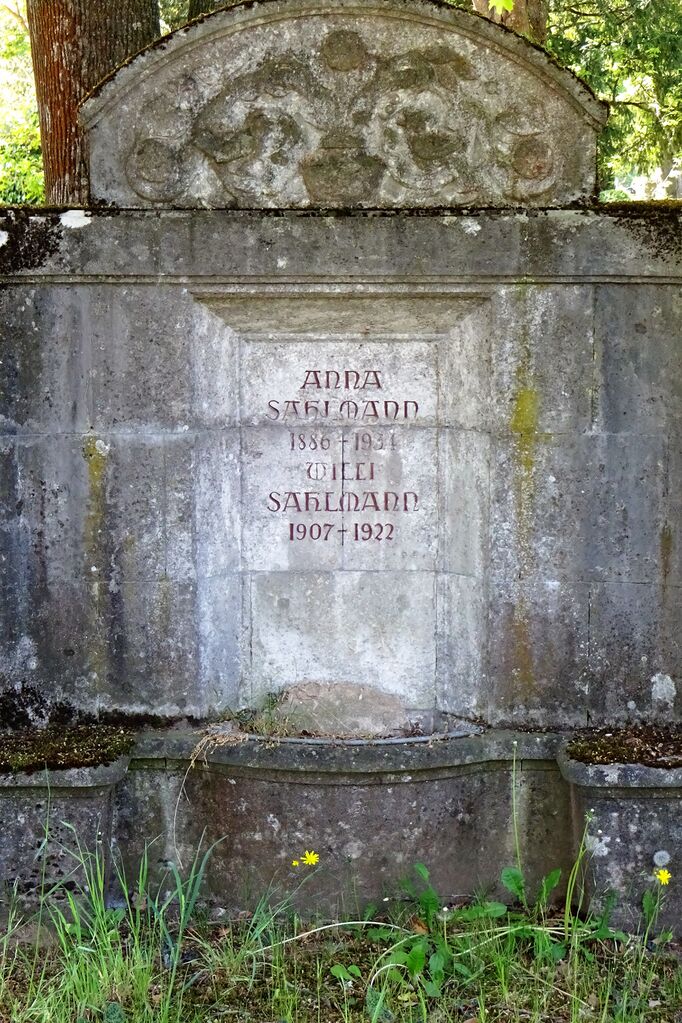 ANNA
SAHLMANN
1886-1934
WILLI
SAHLMANN
1907-1922